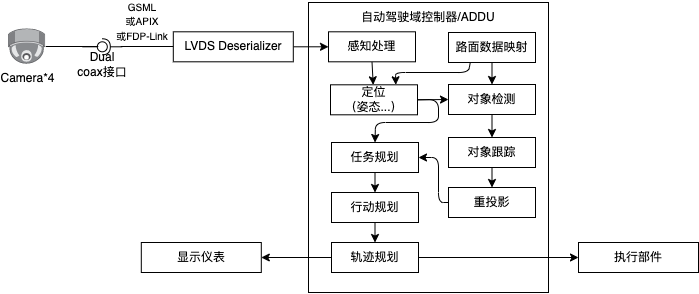 GSML
或APIX
或FDP-Link
Camera*4
Dual
coax接口
LVDS Deserializer
自动驾驶域控制器/ADDU
感知处理
路面数据映射
定位
(姿态...)
对象检测
任务规划
对象跟踪
行动规划
重投影
显示仪表
轨迹规划
执行部件